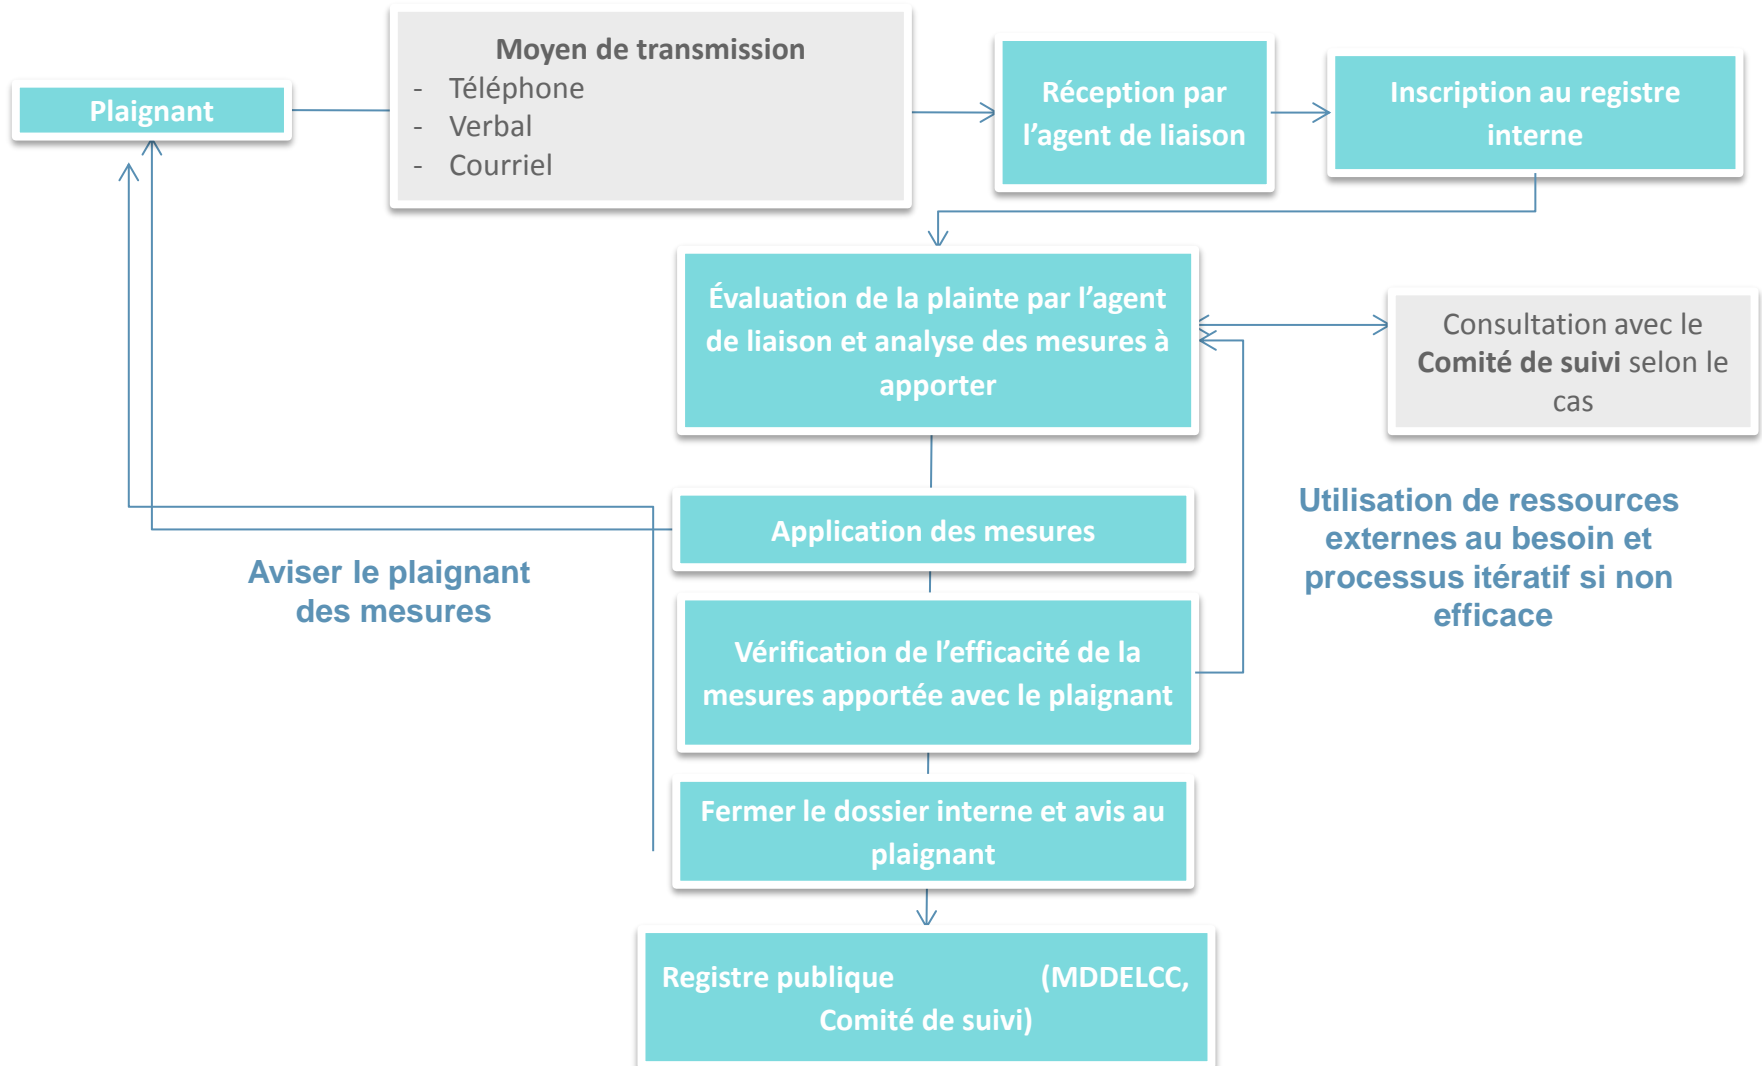 Plaignant
Moyen de transmission
- Téléphone
- Verbal
- Courriel
Réception par
l’agent de liaison
Inscription au registre
interne
Évaluation de la plainte par l’agent
de liaison et analyse des mesures à
apporter
Consultation avec le
Comité de suivi selon le
cas
Application des mesures
Aviser le plaignant
des mesures
Utilisation de ressources
externes au besoin et
processus itératif si non
efficace
Vérification de l’efficacité de la
mesures apportée avec le plaignant
Fermer le dossier interne et avis au
plaignant
Registre publique (MDDELCC,
Comité de suivi)